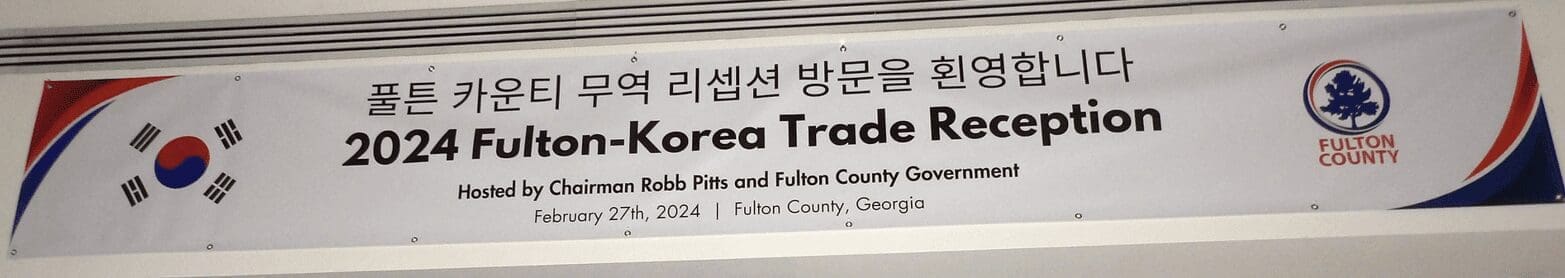 풀튼 카운티 무역 리셉션 방문을 횐영합니다
2024 Fulton-Korea Trade Reception
Hosted by Chairman Robb Pitts and Fulton County Government
February 27th, 2024 | Fulton County, Georgia
FULTON
COUNTY